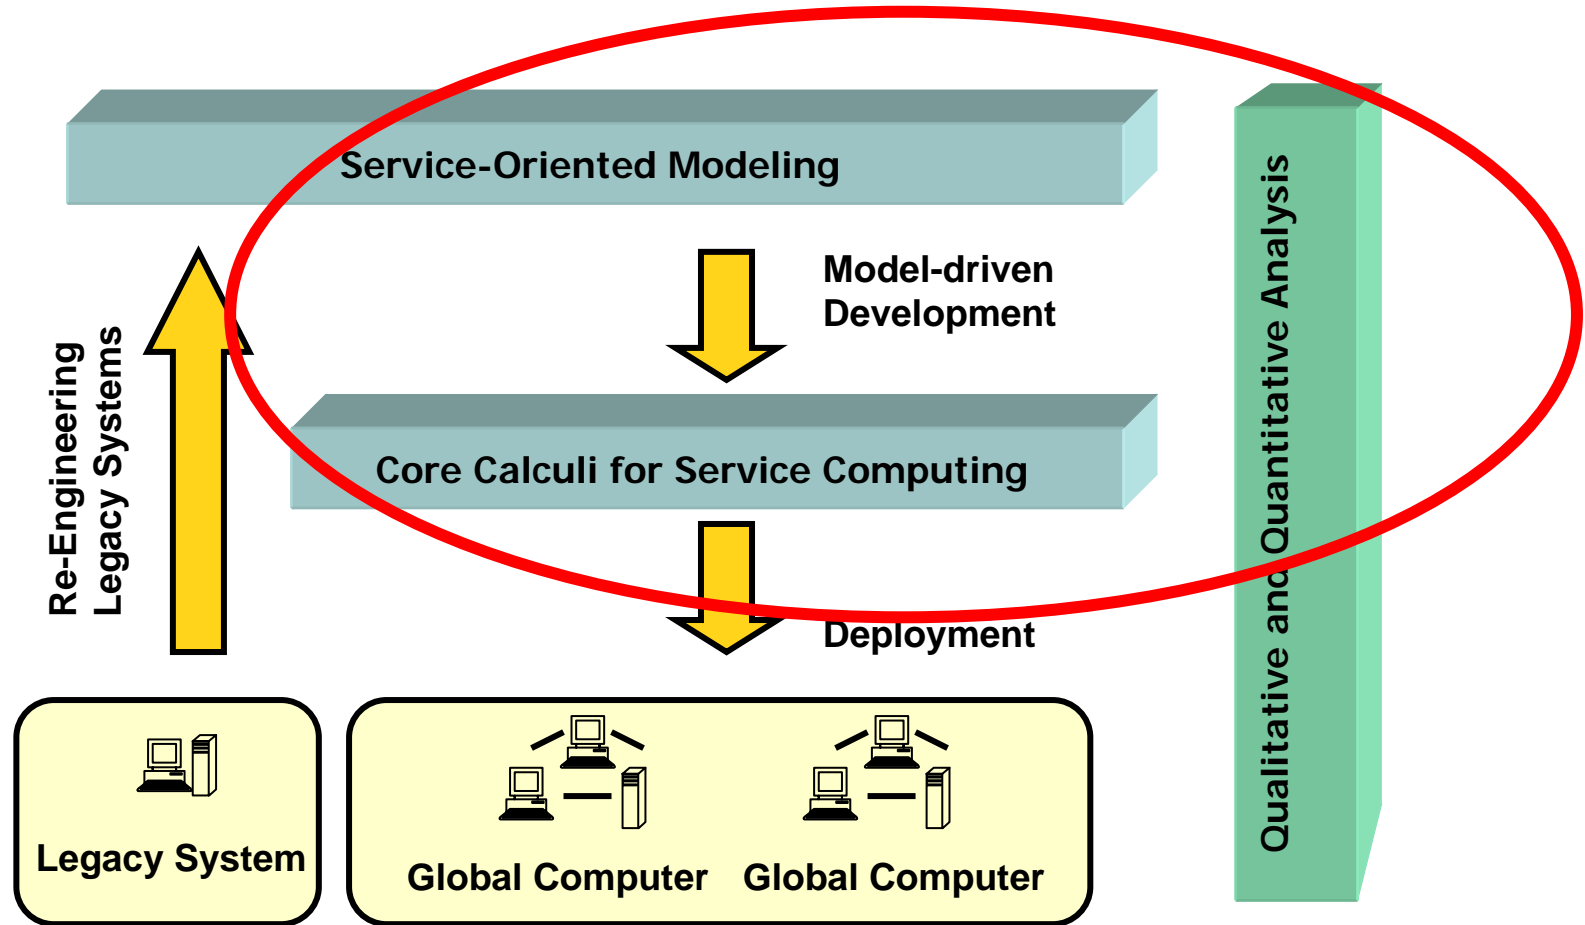 Service-Oriented Modeling
Model-driven
Development
Re-Engineering
Legacy Systems
Core Calculi for Service Computing
Deployment
Qualitative and Quantitative Analysis
Legacy System
Global Computer
Global Computer